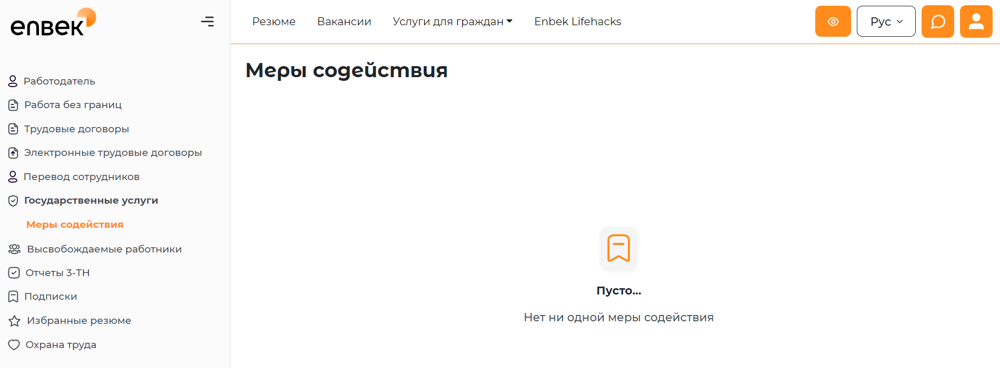 enbek
Резюме
Вакансии
Услуги для граждан
Enbek Lifehacks
Рус
Работодатель
Работа без границ
Трудовые договоры
Электронные трудовые договоры
Перевод сотрудников
Государственные услуги
Меры содействия
Высвобождаемые работники
Отчеты 3-ТН
Подписки
Избранные резюме
Охрана труда
Меры содействия
Пусто...
Нет ни одной меры содействия